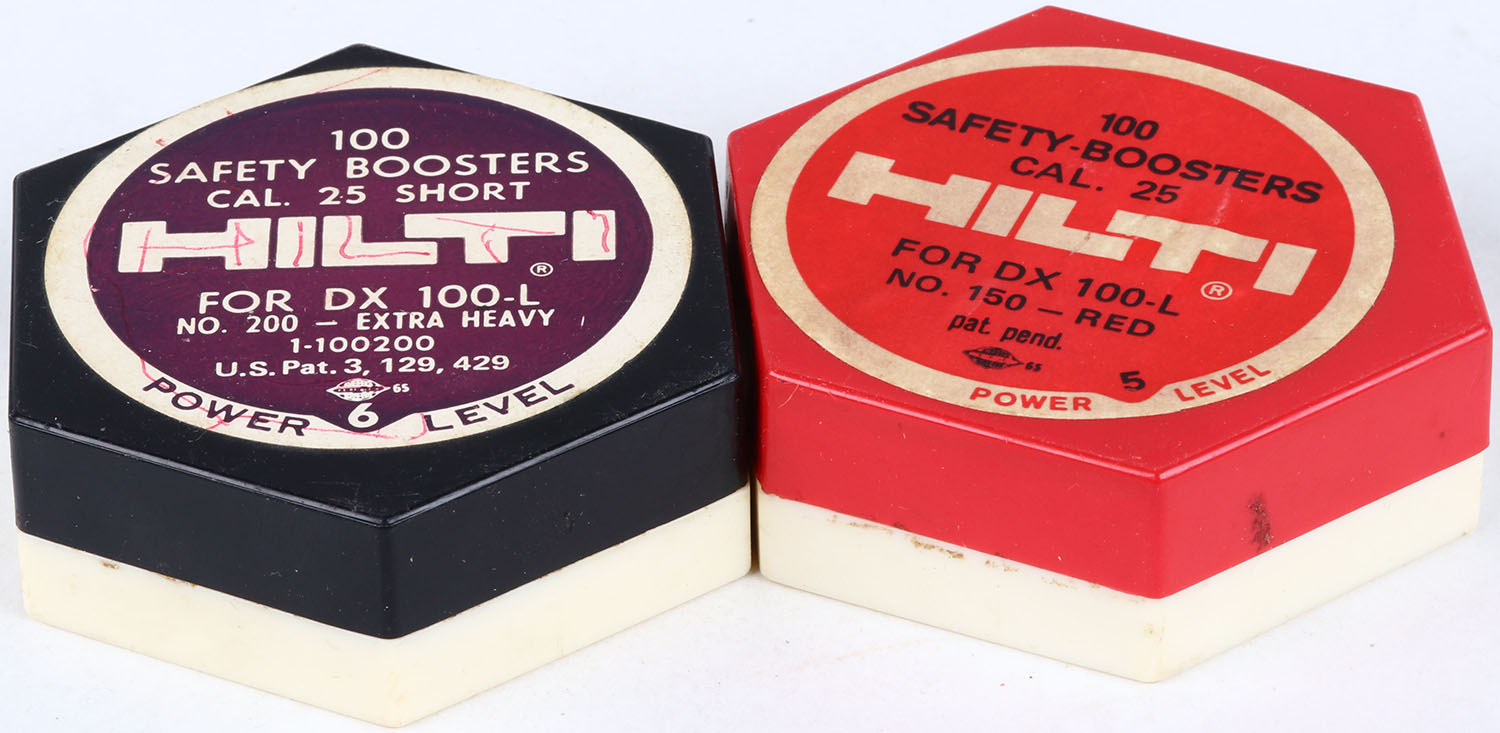 100
SAFETY BOOSTERS
CAL. 25 SHORT
HILTI
®
FOR DX 100-L
NO. 200 — EXTRA HEAVY
1-100200
U.S. Pat. 3, 129, 429
65
POWER 6 LEVEL
100
SAFETY-BOOSTERS
CAL. 25
HILTI
®
FOR DX 100-L
NO. 150 — RED
pat. pend.
65
POWER 5 LEVEL